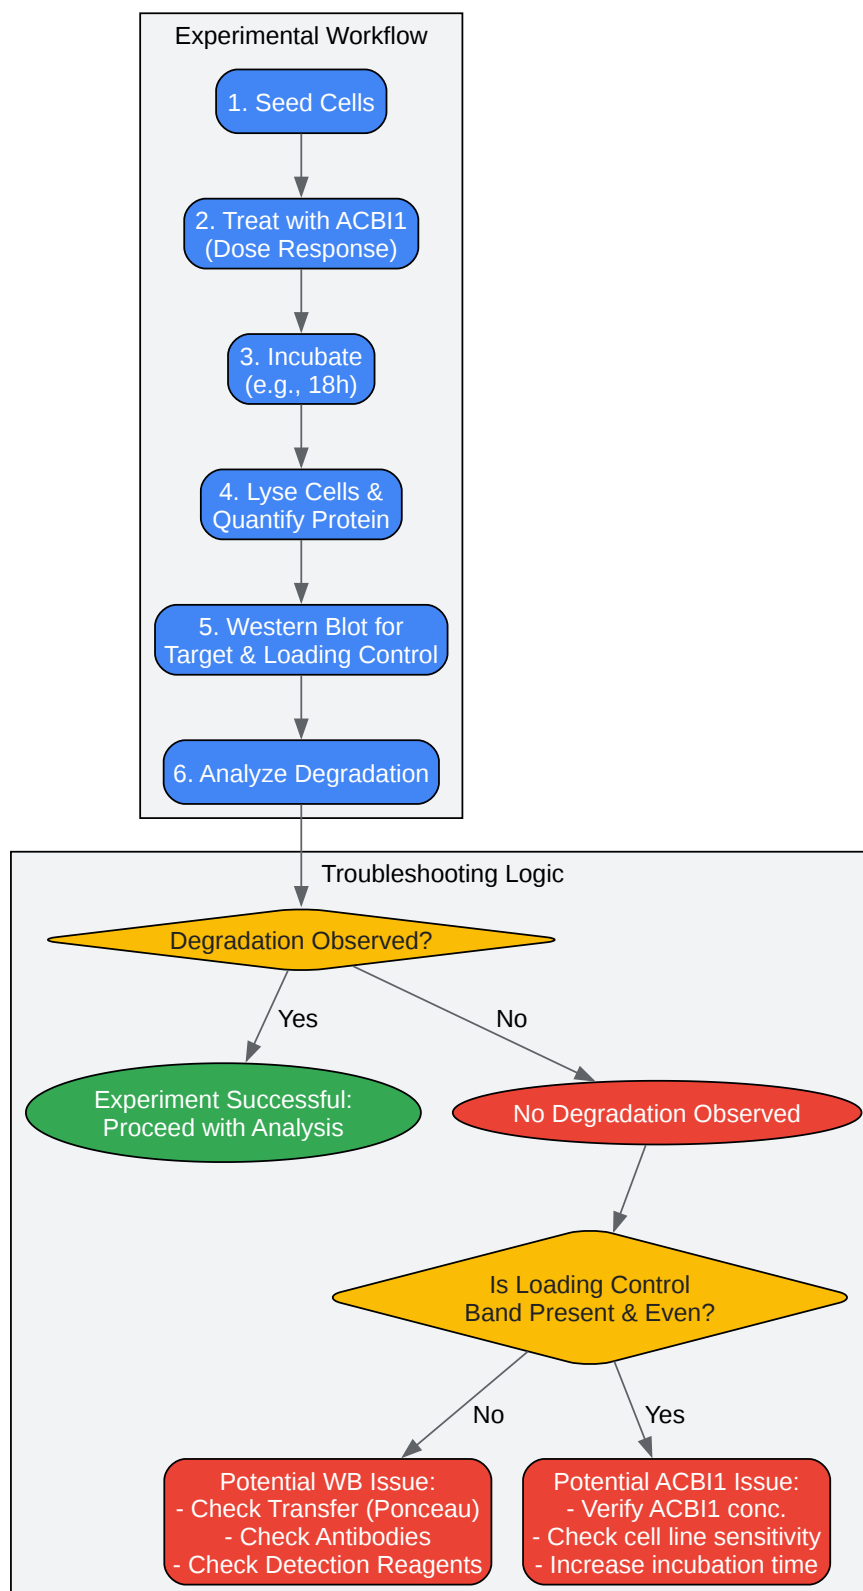 Experimental Workflow
1. Seed Cells
2. Treat with ACBI1
(Dose Response)
3. Incubate
(e.g., 18h)
4. Lyse Cells &
Quantify Protein
5. Western Blot for
Target & Loading Control
6. Analyze Degradation
Troubleshooting Logic
Degradation Observed?
Yes
No
Experiment Successful:
Proceed with Analysis
No Degradation Observed
Is Loading Control
Band Present & Even?
No
Yes
Potential WB Issue:
- Check Transfer (Ponceau)
- Check Antibodies
- Check Detection Reagents
Potential ACBI1 Issue:
- Verify ACBI1 conc.
- Check cell line sensitivity
- Increase incubation time